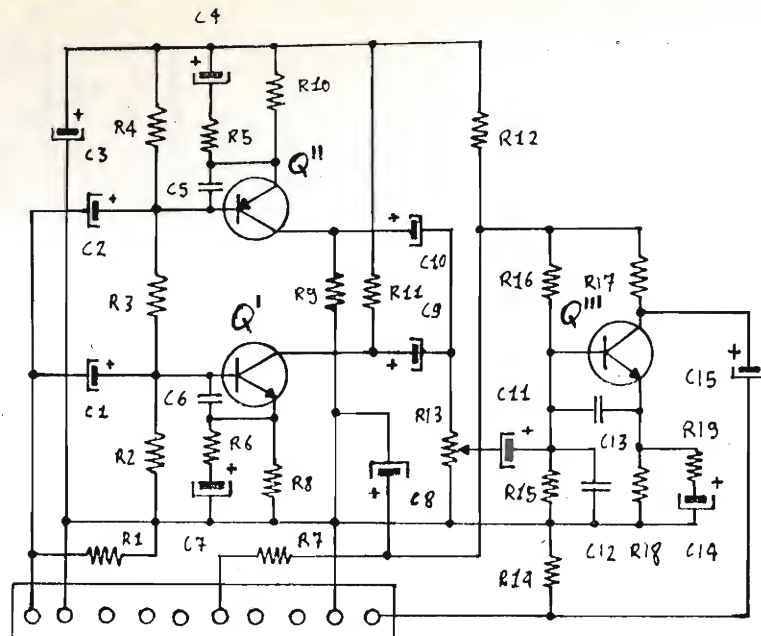 C4
R10
R4
R5
R12
C3
C5
Q''
C2
C10
R3
R9
R11
R16
R17
Q'
C9
Q'''
C1
C6
C11
C15
R13
C13
R19
R2
R6
R8
C8
R15
R1
C7
R7
C12
R18
C14
R14
+
+
+
+
+
+
+
+
+
+